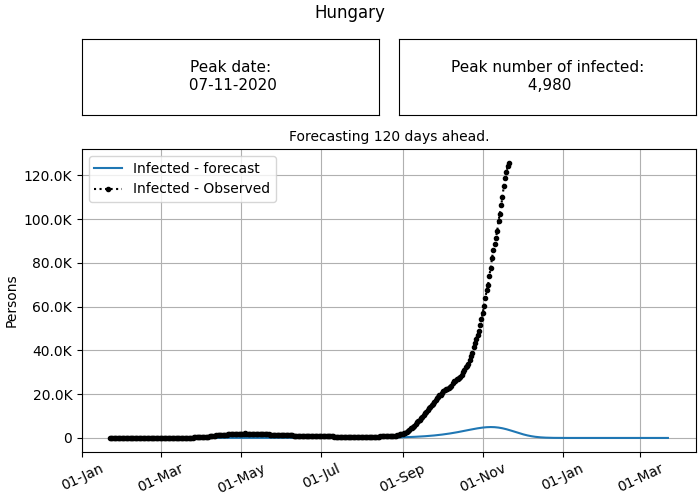 Hungary
Peak date:
07-11-2020
Peak number of infected:
4,980
Forecasting 120 days ahead.
Infected - forecast
Infected - Observed
120.0K
100.0K
80.0K
60.0K
40.0K
20.0K
0
Persons
01-Jan
01-Mar
01-May
01-Jul
01-Sep
01-Nov
01-Jan
01-Mar